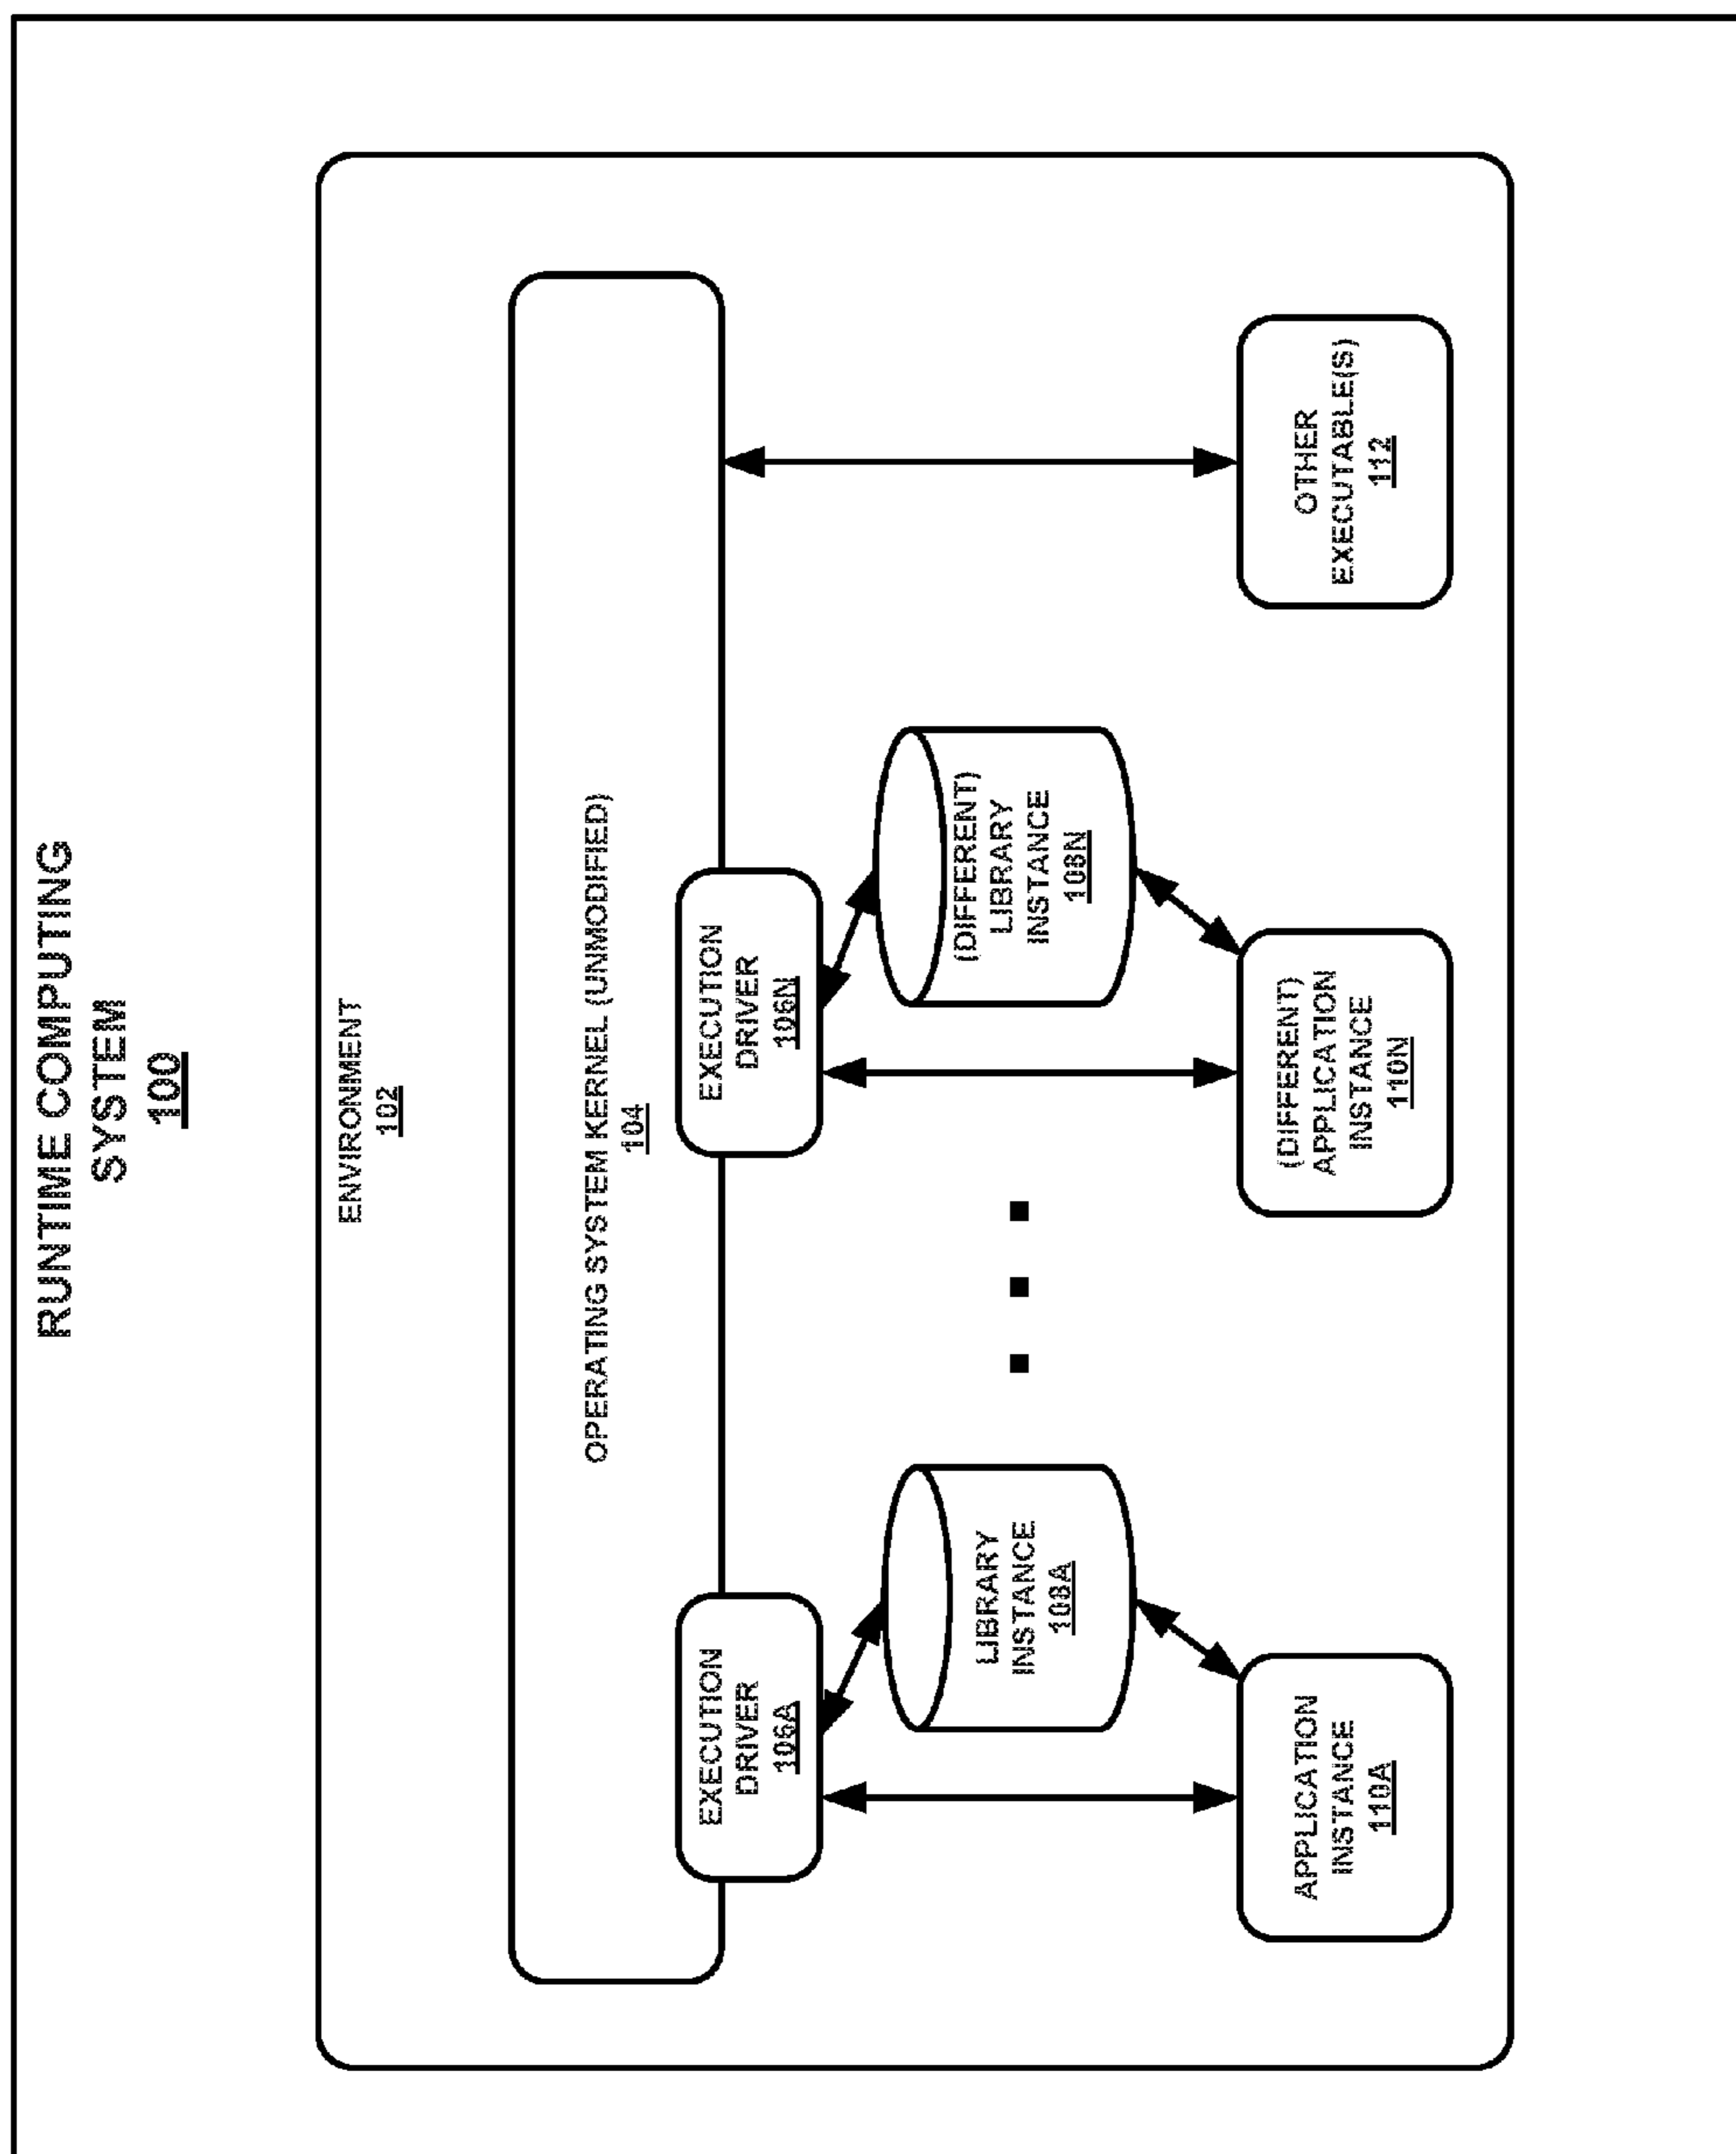 RUNTIME COMPUTING
SYSTEM
100
ENVIRONMENT
102
OPERATING SYSTEM KERNEL (UNMODIFIED)
104
EXECUTION
DRIVER
106A
EXECUTION
DRIVER
106N
LIBRARY
INSTANCE
108A
(DIFFERENT)
LIBRARY
INSTANCE
108N
APPLICATION
INSTANCE
110A
(DIFFERENT)
APPLICATION
INSTANCE
110N
OTHER
EXECUTABLE(S)
112